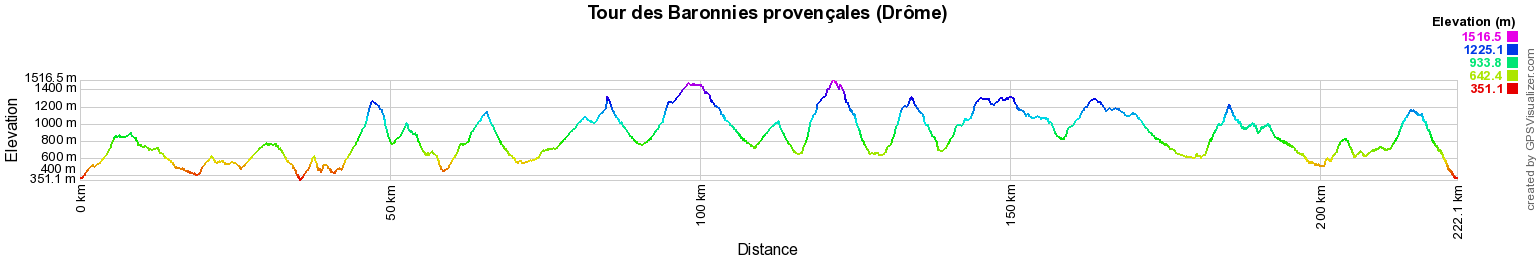 Tour des Baronnies provençales (Drôme)
Elevation (m)
1516.5
1225.1
933.8
642.4
351.1
Elevation
1516.5 m
1400 m
1200 m
1000 m
800 m
600 m
400 m
351.1 m
0 km
50 km
100 km
150 km
200 km
222.1 km
Distance
created by GPSVisualizer.com